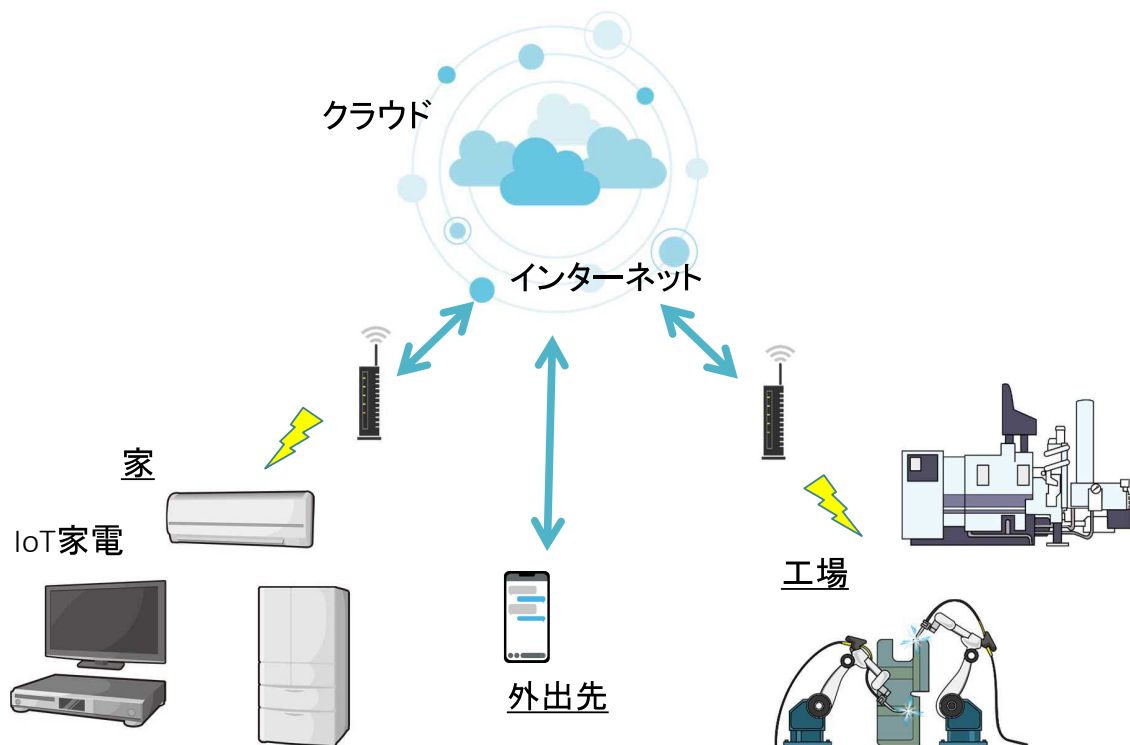 クラウド
インターネット
家
IoT家電
工場
外出先